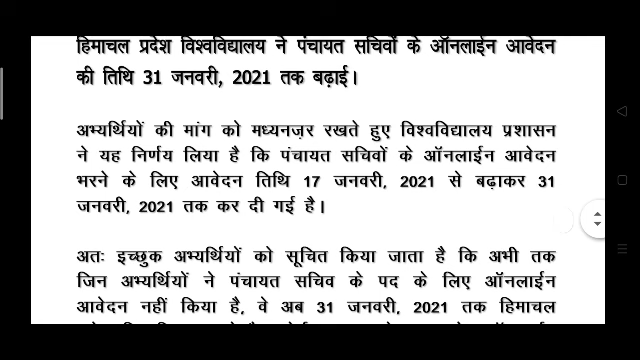 हिमाचल प्रदेश विश्वविद्यालय ने पंचायत सचिवों के ऑनलाईन आवेदन
की तिथि 31 जनवरी, 2021 तक बढ़ाई।
अभ्यर्थियों की मांग को मध्यनज़र रखते हुए विश्वविद्यालय प्रशासन
ने यह निर्णय लिया है कि पंचायत सचिवों के ऑनलाईन आवेदन
भरने के लिए आवेदन तिथि 17 जनवरी, 2021 से बढ़ाकर 31
जनवरी, 2021 तक कर दी गई है।
अतः इच्छुक अभ्यर्थियों को सूचित किया जाता है कि अभी तक
जिन अभ्यर्थियों ने पंचायत सचिव के पद के लिए ऑनलाईन
आवेदन नहीं किया है, वे अब 31 जनवरी, 2021 तक हिमाचल